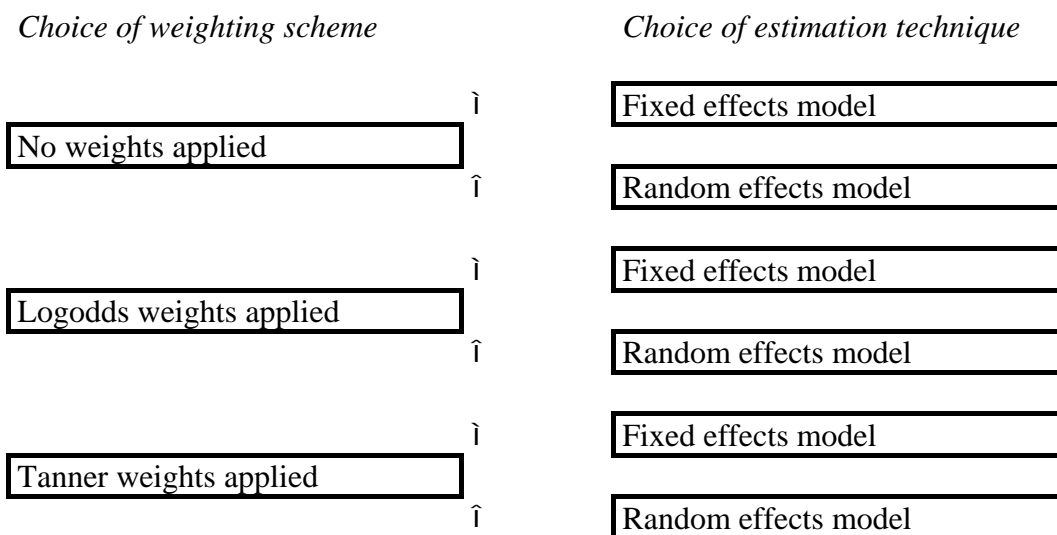 Choice of weighting scheme Choice of estimation technique
ì Fixed effects model
No weights applied
î Random effects model
ì Fixed effects model
Logodds weights applied
î Random effects model
ì Fixed effects model
Tanner weights applied
î Random effects model